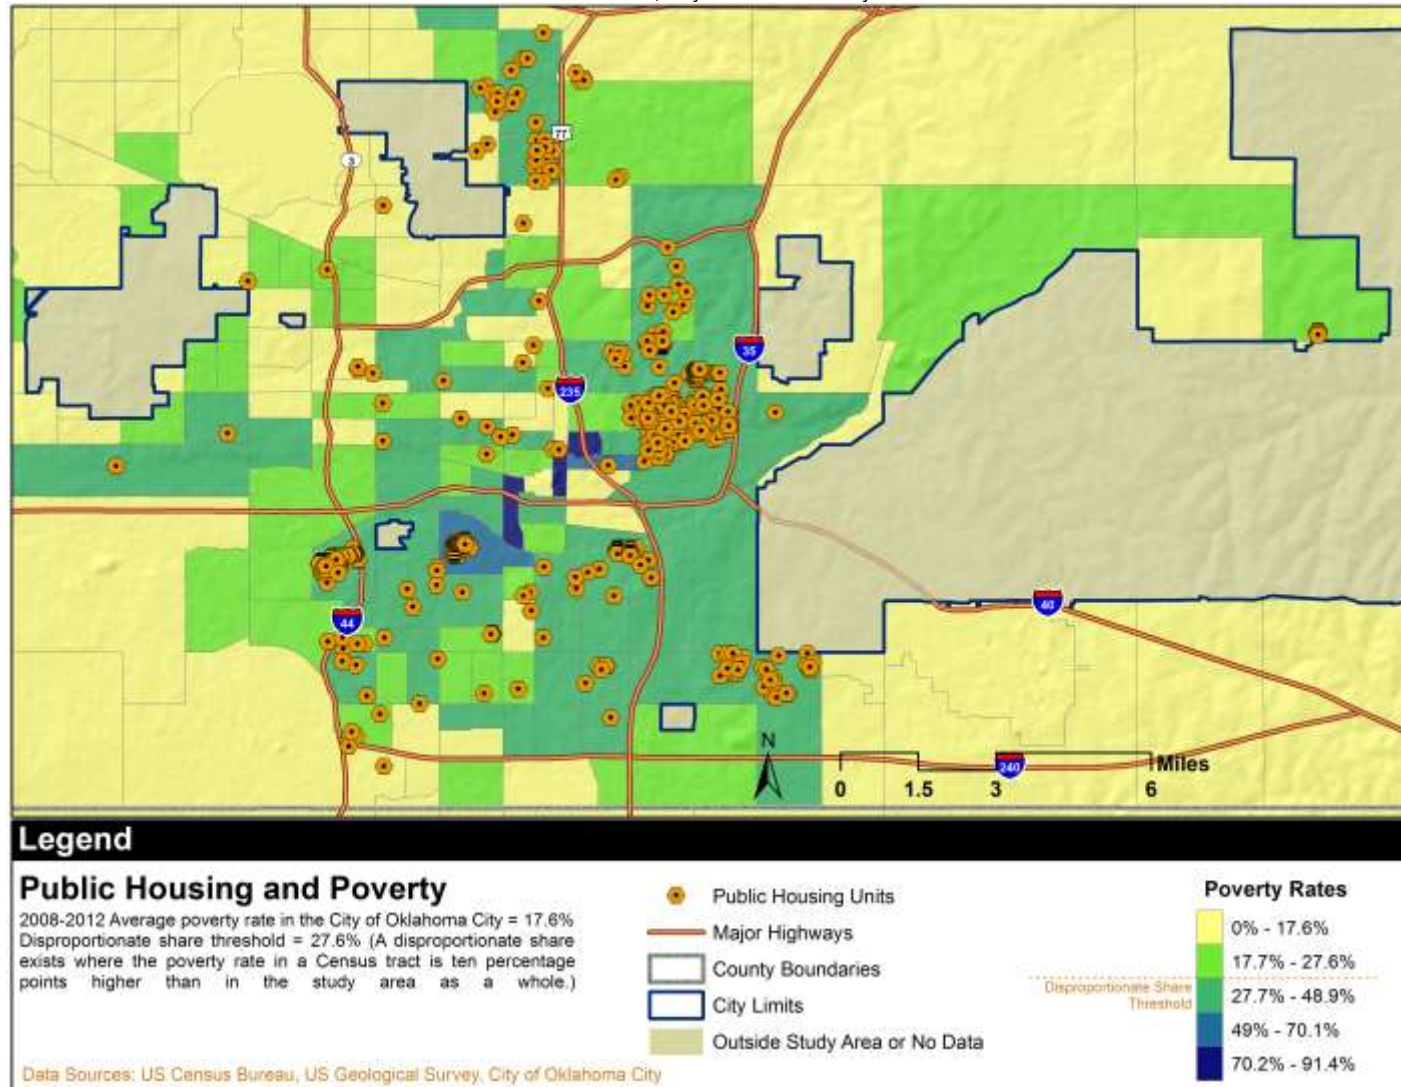 77
3
35
235
44
40
N
240
Miles
0 1.5 3 6
Legend
Public Housing and Poverty
2008-2012 Average poverty rate in the City of Oklahoma City = 17.6%
Disproportionate share threshold = 27.6% (A disproportionate share
exists where the poverty rate in a Census tract is ten percentage
points higher than in the study area as a whole.)
Data Sources: US Census Bureau, US Geological Survey, City of Oklahoma City
Public Housing Units
Major Highways
County Boundaries
City Limits
Outside Study Area or No Data
Poverty Rates
0% - 17.6%
17.7% - 27.6%
Disproportionate Share
Threshold
27.7% - 48.9%
49% - 70.1%
70.2% - 91.4%